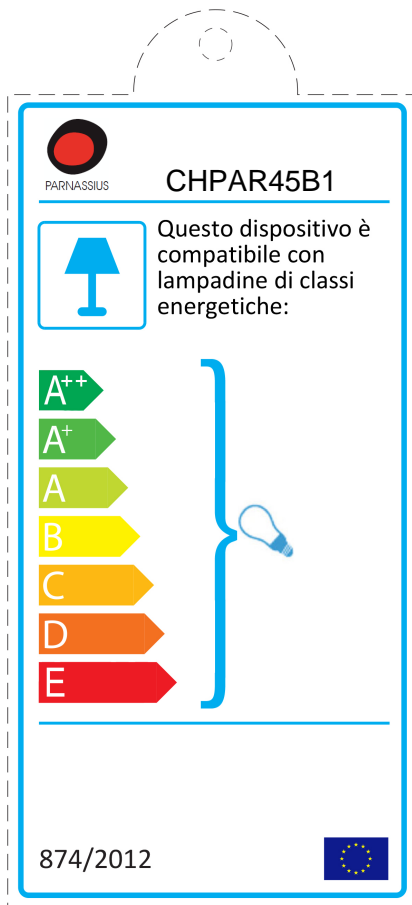 PARNASSIUS
CHPAR45B1
Questo dispositivo è
compatibile con
lampadine di classi
energetiche:
A++
A+
A
B
C
D
E
874/2012